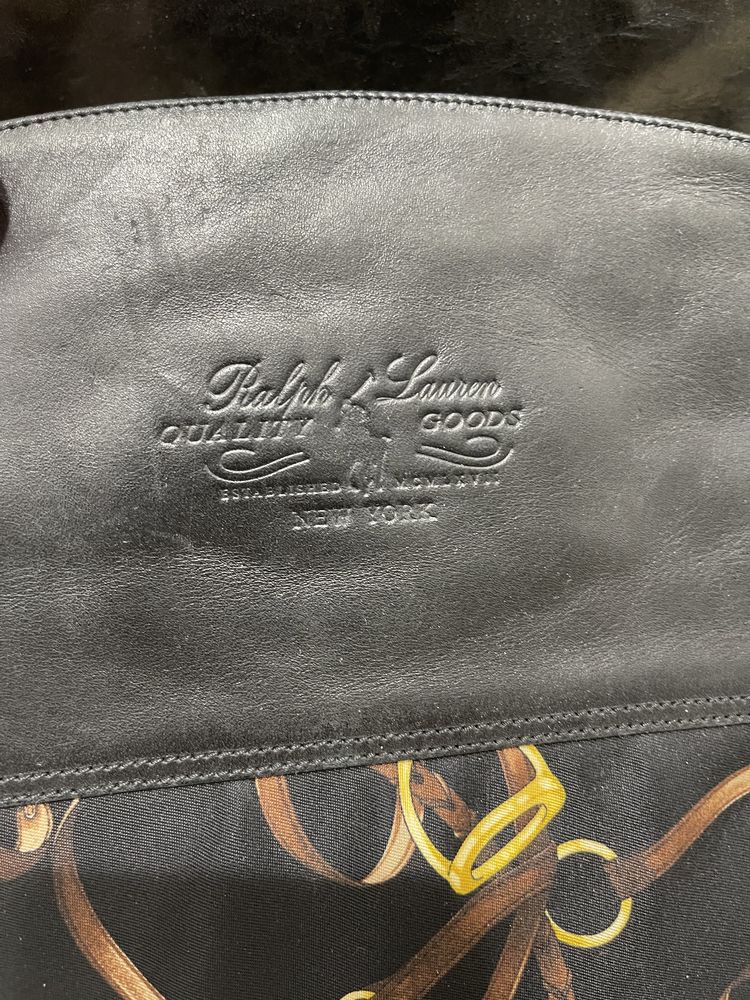 Ralph Lauren
QUALITY GOODS
ESTABLISHED MCMLXVII
NEW YORK